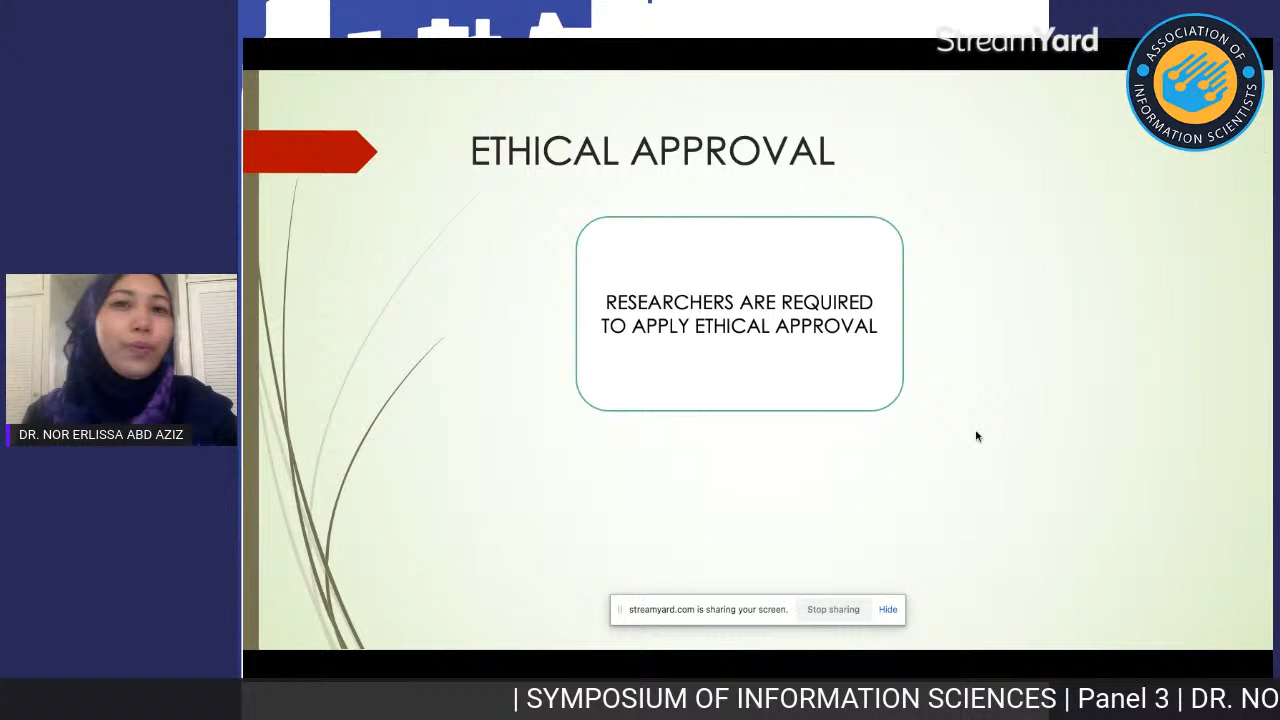 StreamYard
ASSOCIATION OF
INFORMATION SCIENTISTS
ETHICAL APPROVAL
RESEARCHERS ARE REQUIRED
TO APPLY ETHICAL APPROVAL
DR. NOR ERLISSA ABD AZIZ
streamyard.com is sharing your screen.
Stop sharing
Hide
| SYMPOSIUM OF INFORMATION SCIENCES | Panel 3 | DR. NO